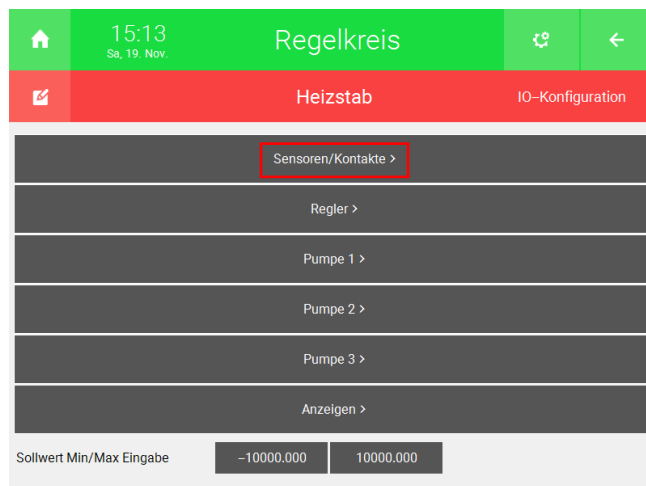 15:13
Sa, 19. Nov.
Regelkreis
Heizstab
IO-Konfiguration
Sensoren/Kontakte >
Regler >
Pumpe 1 >
Pumpe 2 >
Pumpe 3 >
Anzeigen >
Sollwert Min/Max Eingabe −10000.000 10000.000